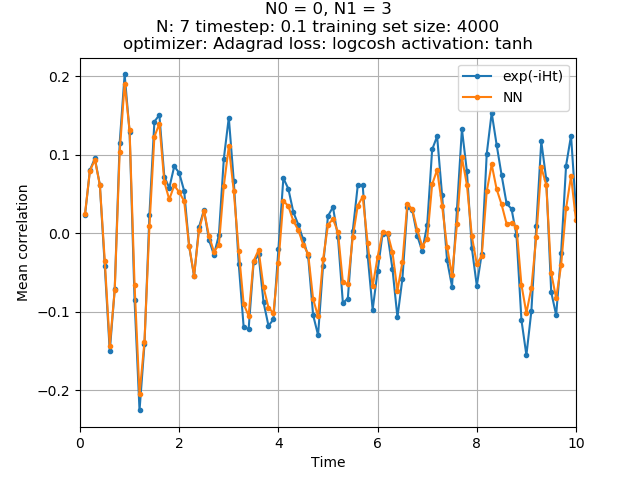 N0 = 0, N1 = 3
N: 7 timestep: 0.1 training set size: 4000
optimizer: Adagrad loss: logcosh activation: tanh
exp(-iHt)
NN
Mean correlation
0.2
0.1
0.0
−0.1
−0.2
0 2 4 6 8 10
Time